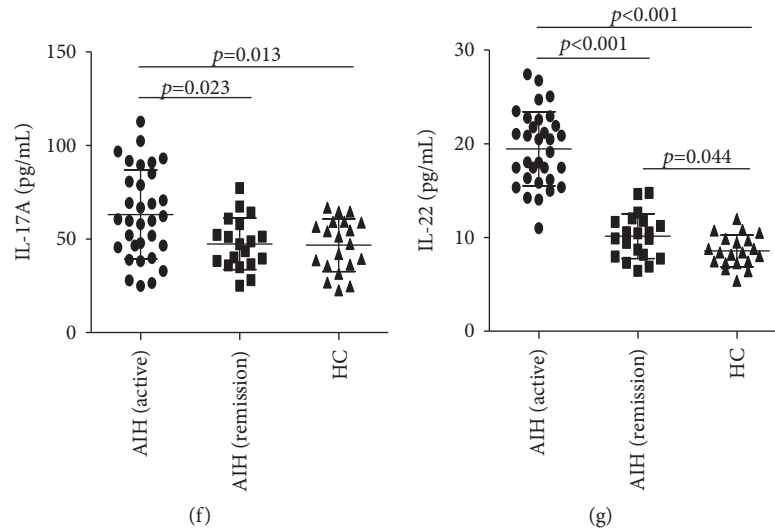 p=0.013
p=0.023
150
100
50
0
IL-17A (pg/mL)
AIH (active)
AIH (remission)
HC
(f)
p<0.001
p<0.001
p=0.044
30
20
10
0
IL-22 (pg/mL)
AIH (active)
AIH (remission)
HC
(g)